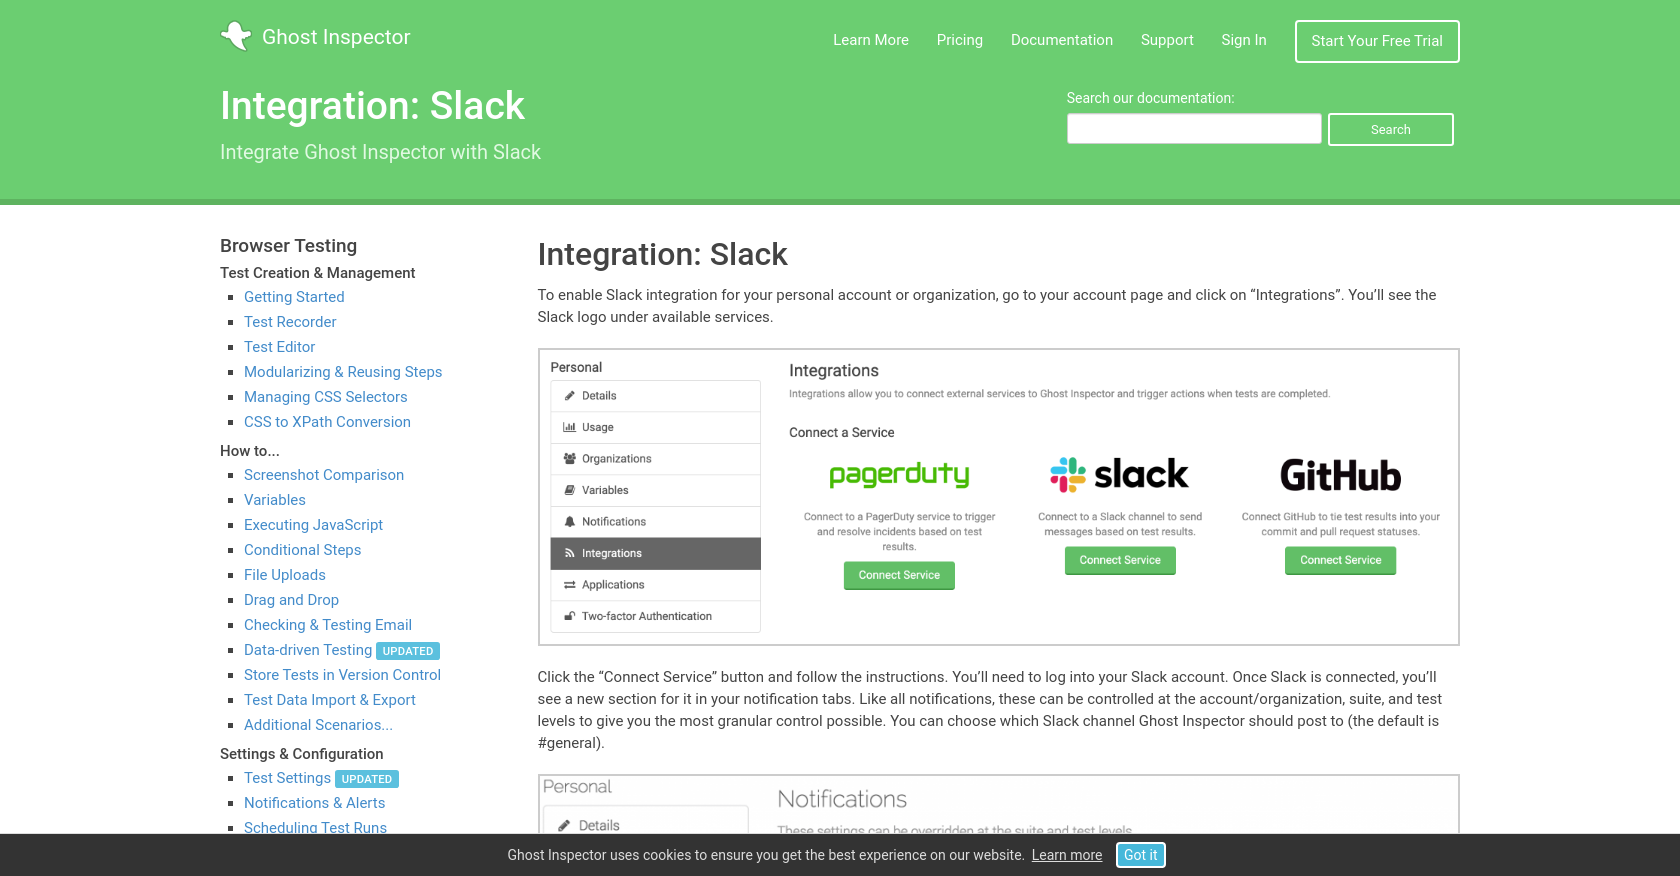 Ghost Inspector
Learn More
Pricing
Documentation
Support
Sign In
Start Your Free Trial
Integration: Slack
Integrate Ghost Inspector with Slack
Search our documentation:
Search
Browser Testing
Test Creation & Management
Getting Started
Test Recorder
Test Editor
Modularizing & Reusing Steps
Managing CSS Selectors
CSS to XPath Conversion
How to...
Screenshot Comparison
Variables
Executing JavaScript
Conditional Steps
File Uploads
Drag and Drop
Checking & Testing Email
Data-driven Testing UPDATED
Store Tests in Version Control
Test Data Import & Export
Additional Scenarios...
Settings & Configuration
Test Settings UPDATED
Notifications & Alerts
Scheduling Test Runs
Integration: Slack
To enable Slack integration for your personal account or organization, go to your account page and click on “Integrations”. You’ll see the
Slack logo under available services.
Personal
Details
Usage
Organizations
Variables
Notifications
Integrations
Applications
Two-factor Authentication
Integrations
Integrations allow you to connect external services to Ghost Inspector and trigger actions when tests are completed.
Connect a Service
pagerduty
Connect to a PagerDuty service to trigger
and resolve incidents based on test
results.
Connect Service
slack
Connect to a Slack channel to send
messages based on test results.
Connect Service
GitHub
Connect GitHub to tie test results into your
commit and pull request statuses.
Connect Service
Click the “Connect Service” button and follow the instructions. You’ll need to log into your Slack account. Once Slack is connected, you’ll
see a new section for it in your notification tabs. Like all notifications, these can be controlled at the account/organization, suite, and test
levels to give you the most granular control possible. You can choose which Slack channel Ghost Inspector should post to (the default is
#general).
Personal
Details
Notifications
These settings can be overridden at the suite and test levels
Ghost Inspector uses cookies to ensure you get the best experience on our website. Learn more
Got it